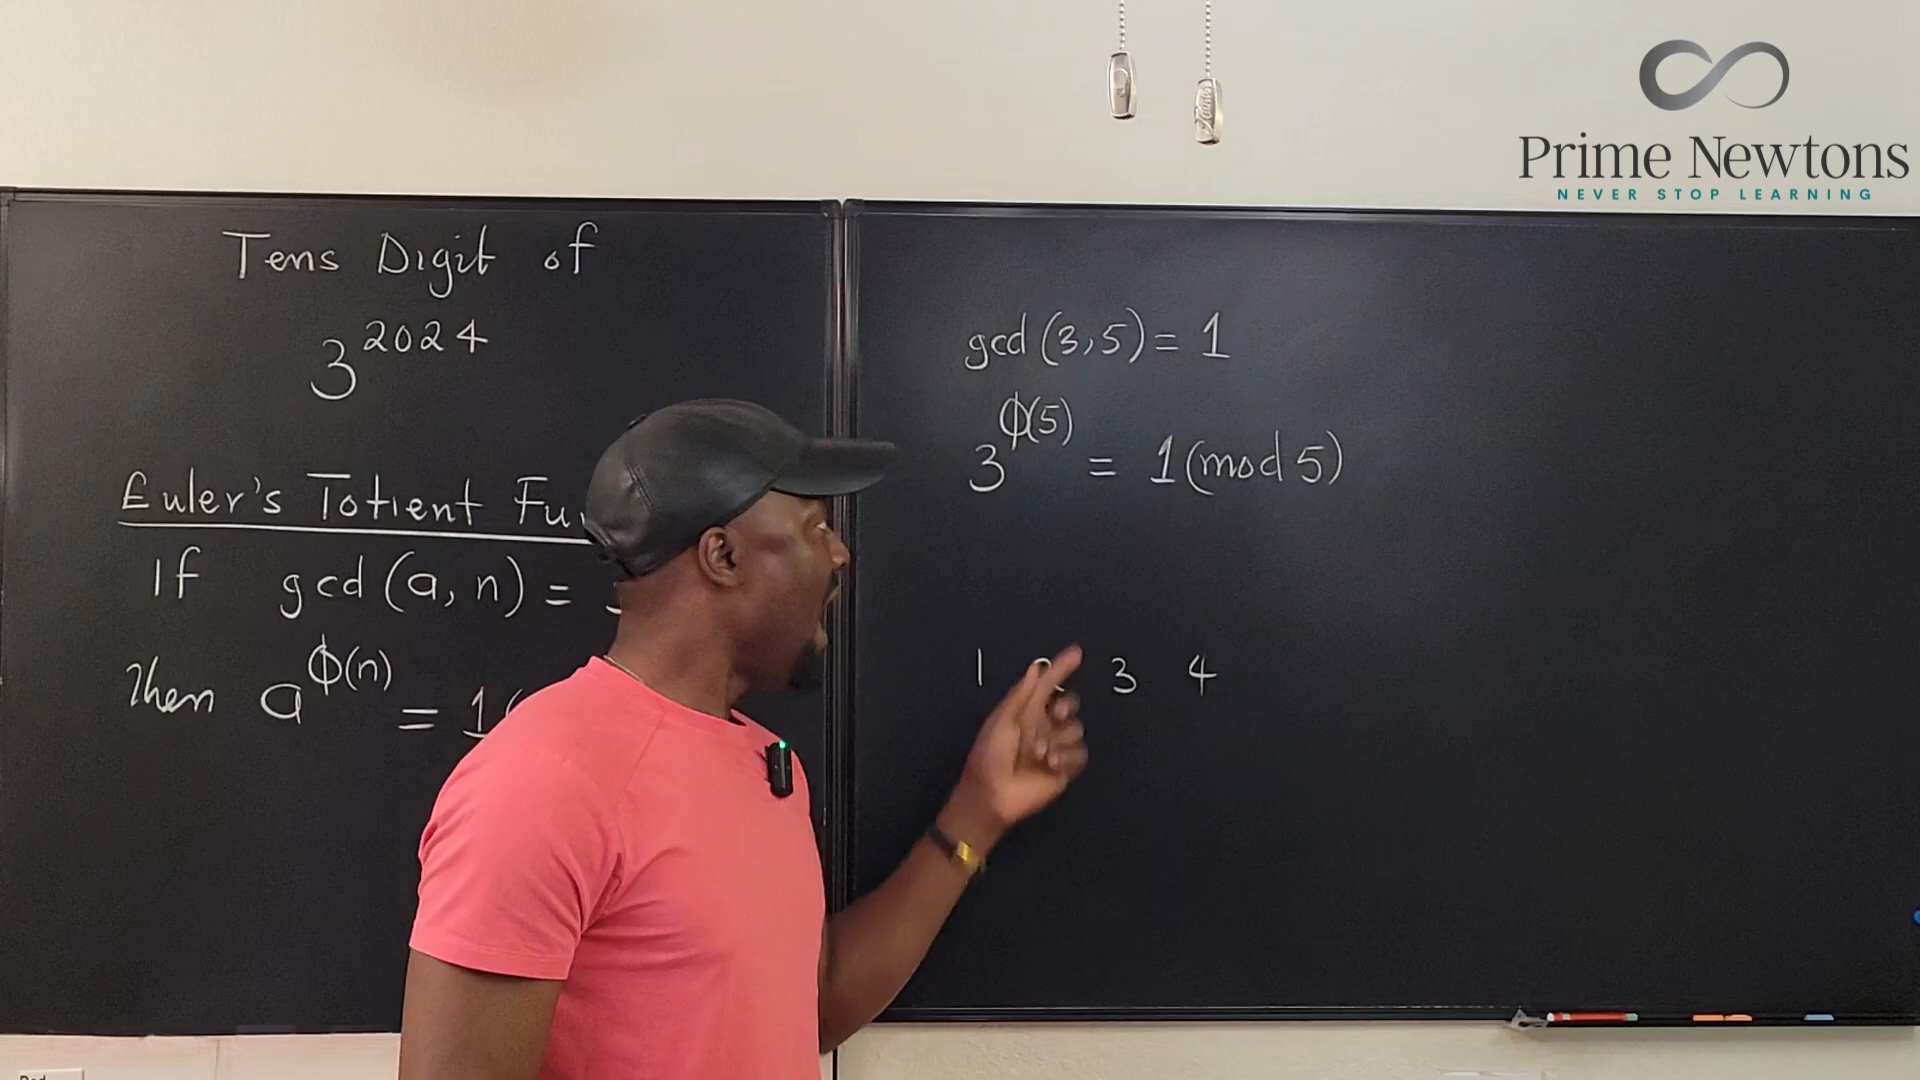 Prime Newtons
NEVER STOP LEARNING
Tens Digit of
3^2024
Euler's Totient
If gcd(a, n) =
Then a^ϕ(n) = 1(
gcd(3,5) = 1
3^ϕ(5) = 1(mod 5)
1 2 3 4